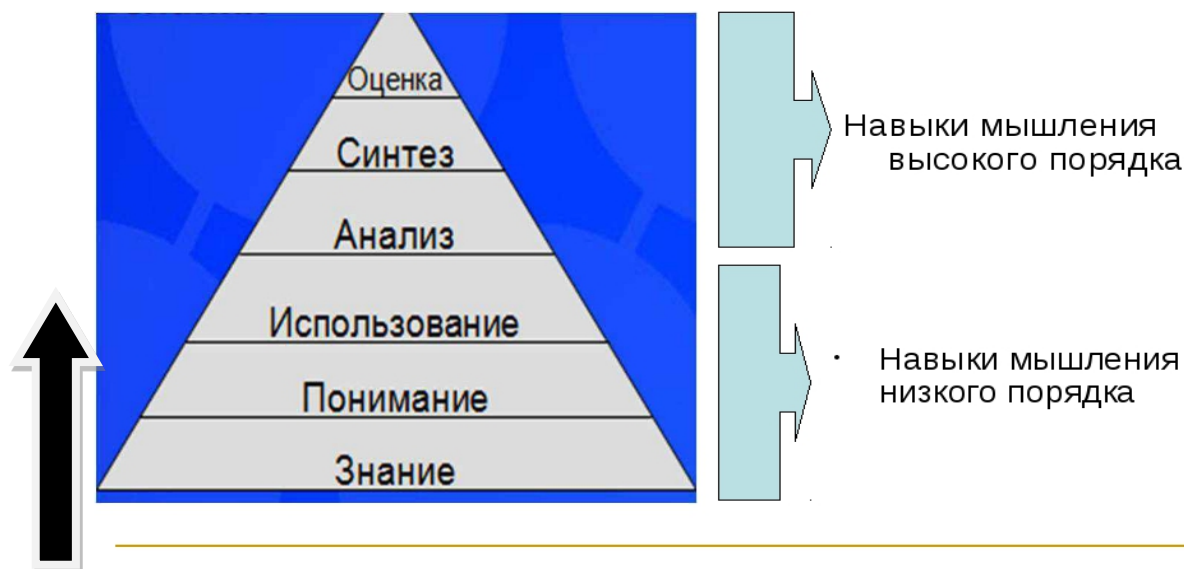 Оценка
Синтез
Анализ
Использование
Понимание
Знание
Навыки мышления
высокого порядка
· Навыки мышления
низкого порядка